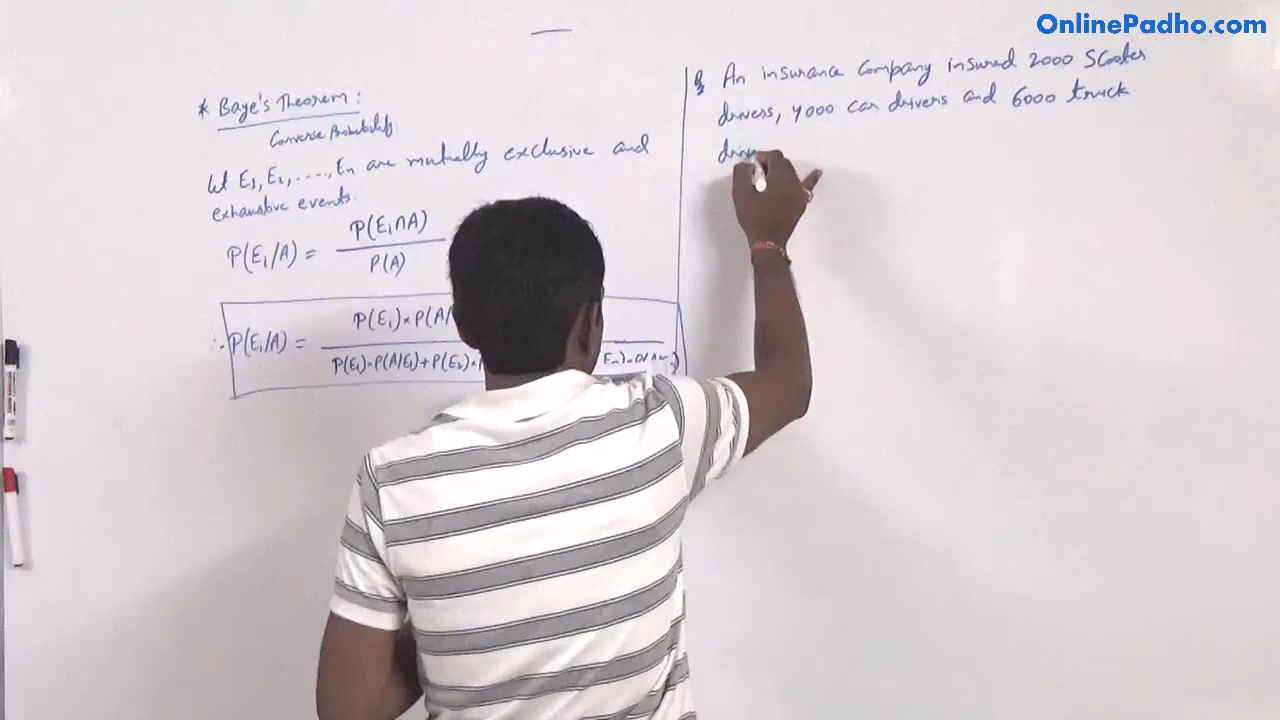 OnlinePadho.com
* Baye's Theorem:
Converse Probability.
Let E1, E2, ....., En are mutually exclusive and
exhaustive events.
P(E1/A) = P(E1∩A)
P(A)
∴ P(E1/A) = P(E1)×P(A/
P(E1)·P(A/E1)+P(E2)×
Q An insurance Company insured 2000 Scooter
drivers, 4000 car drivers and 6000 truck